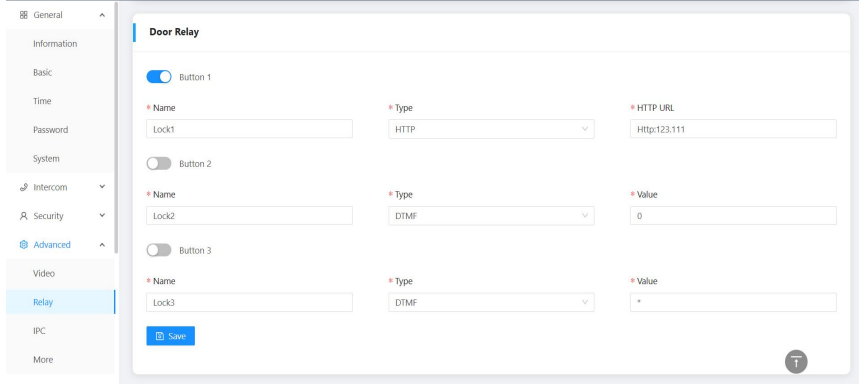 General
Information
Basic
Time
Password
System
Intercom
Security
Advanced
Video
Relay
IPC
More
Door Relay
Button 1
* Name
* Type
* HTTP URL
Lock1
HTTP
Http:123.111
Button 2
* Name
* Type
* Value
Lock2
DTMF
0
Button 3
* Name
* Type
* Value
Lock3
DTMF
*
Save